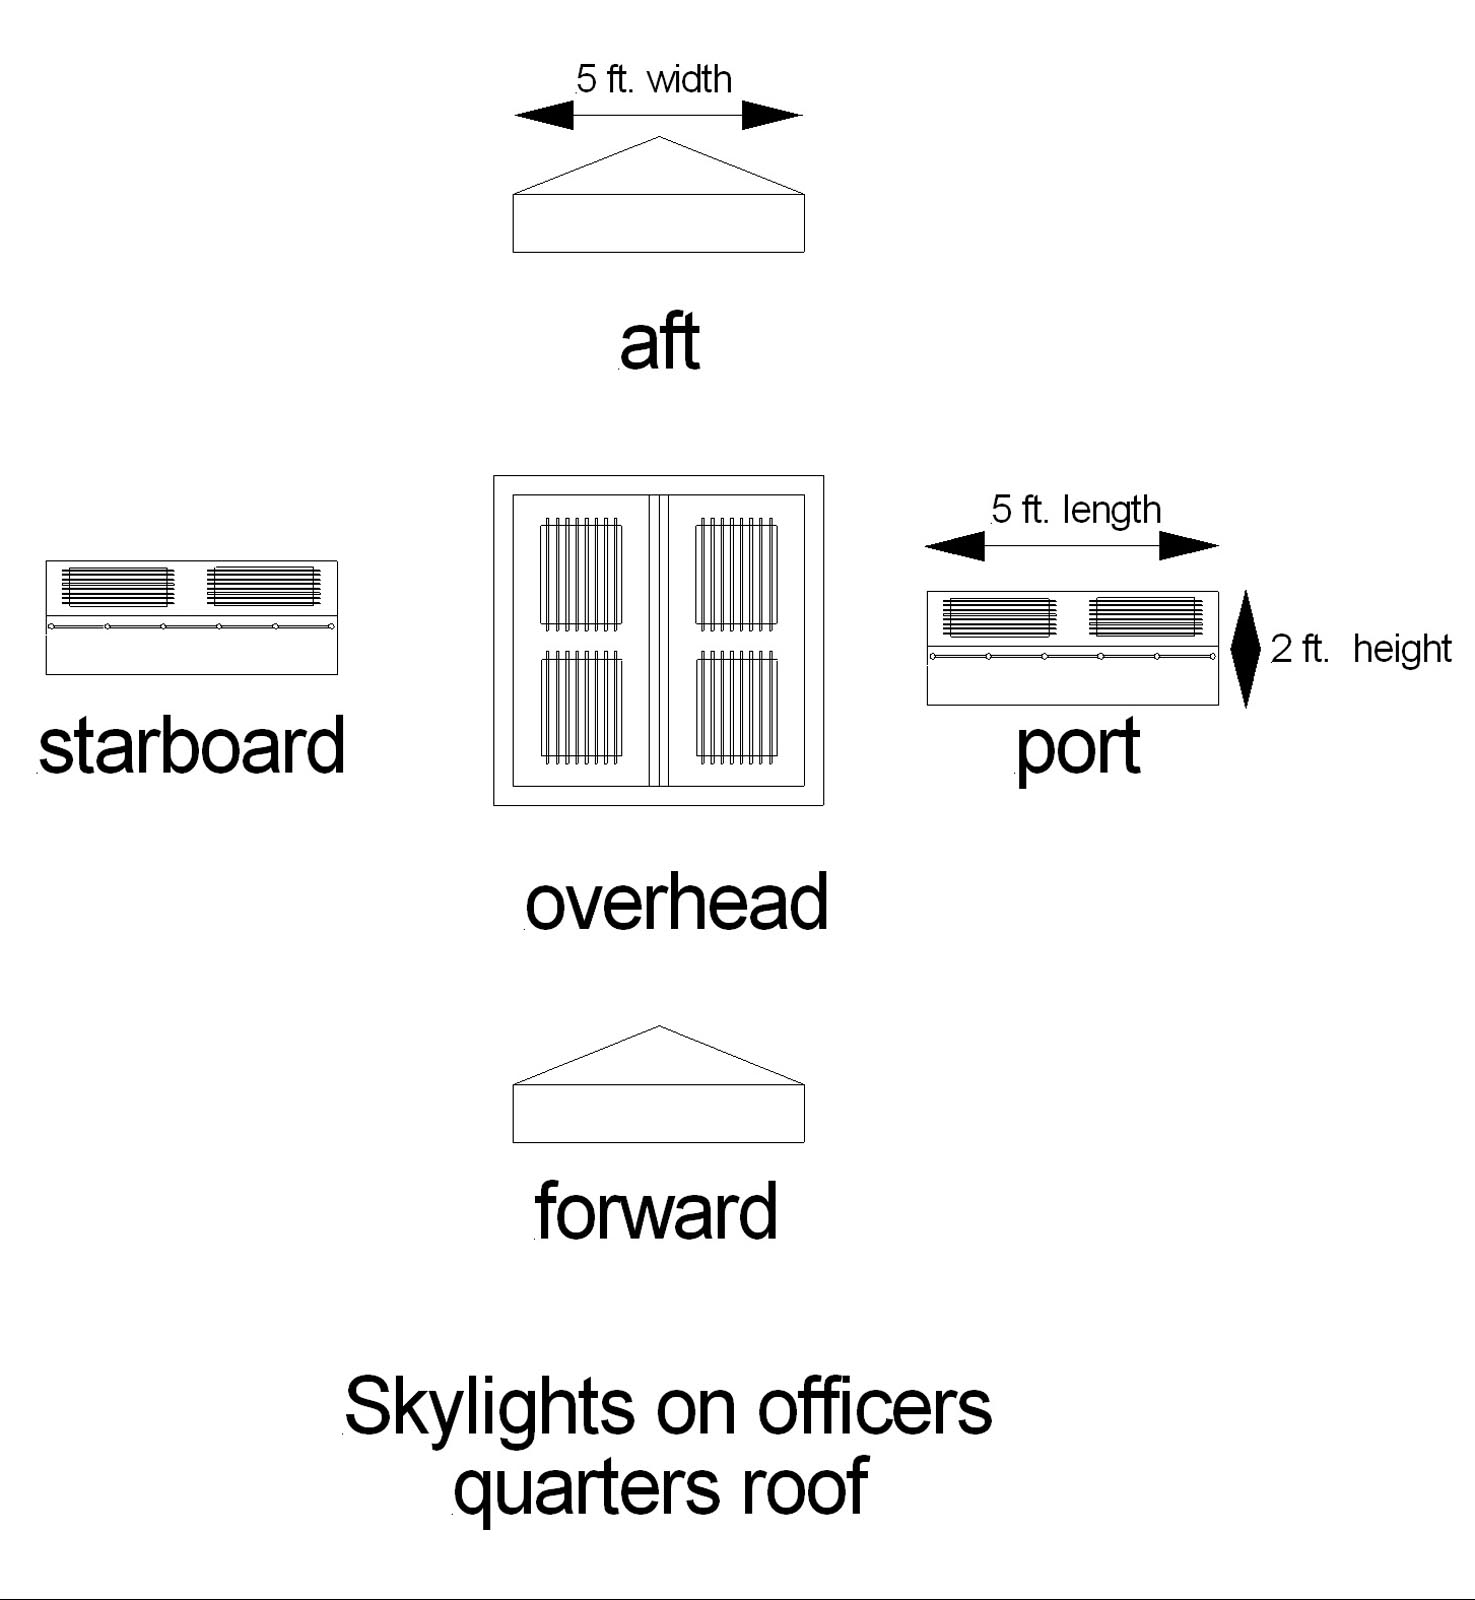 5 ft. width
aft
5 ft. length
2 ft. height
starboard
port
overhead
forward
Skylights on officers
quarters roof